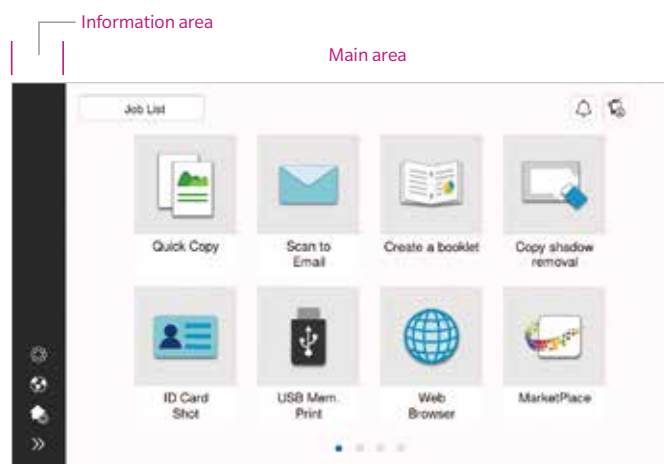 Information area
Main area
Job List
Quick Copy
Scan to
Email
Create a booklet
Copy shadow
removal
ID Card
Shot
USB Mem.
Print
Web
Browser
MarketPlace